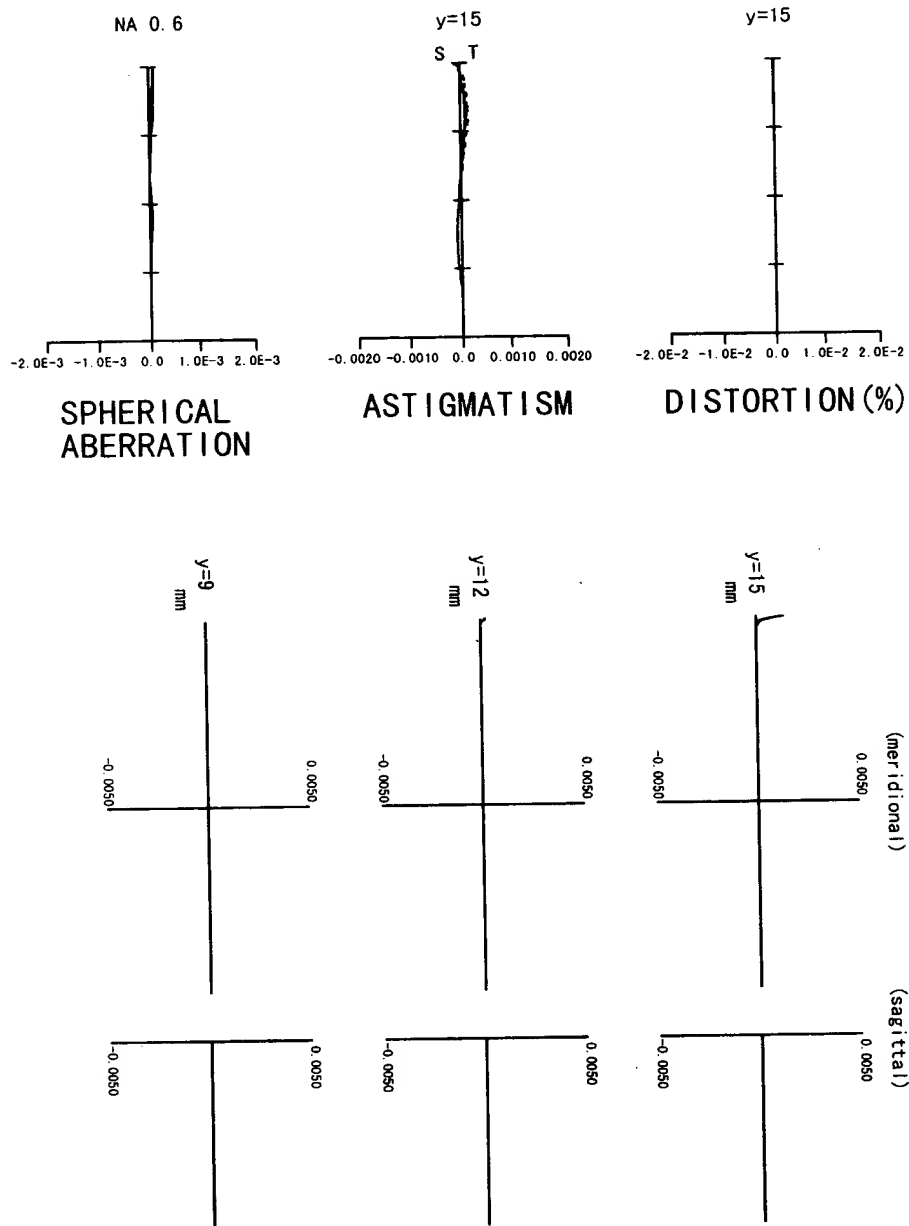 NA 0.6
y=15
y=15
S T
-2.0E-3 -1.0E-3 0.0 1.0E-3 2.0E-3
-0.0020 -0.0010 0.0 0.0010 0.0020
-2.0E-2 -1.0E-2 0.0 1.0E-2 2.0E-2
SPHERICAL
ABERRATION
ASTIGMATISM
DISTORTION(%)
y=9
mm
y=12
mm
y=15
mm
-0.0050
0.0050
-0.0050
0.0050
-0.0050
0.0050
(meridional)
-0.0050
0.0050
-0.0050
0.0050
-0.0050
0.0050
(sagittal)